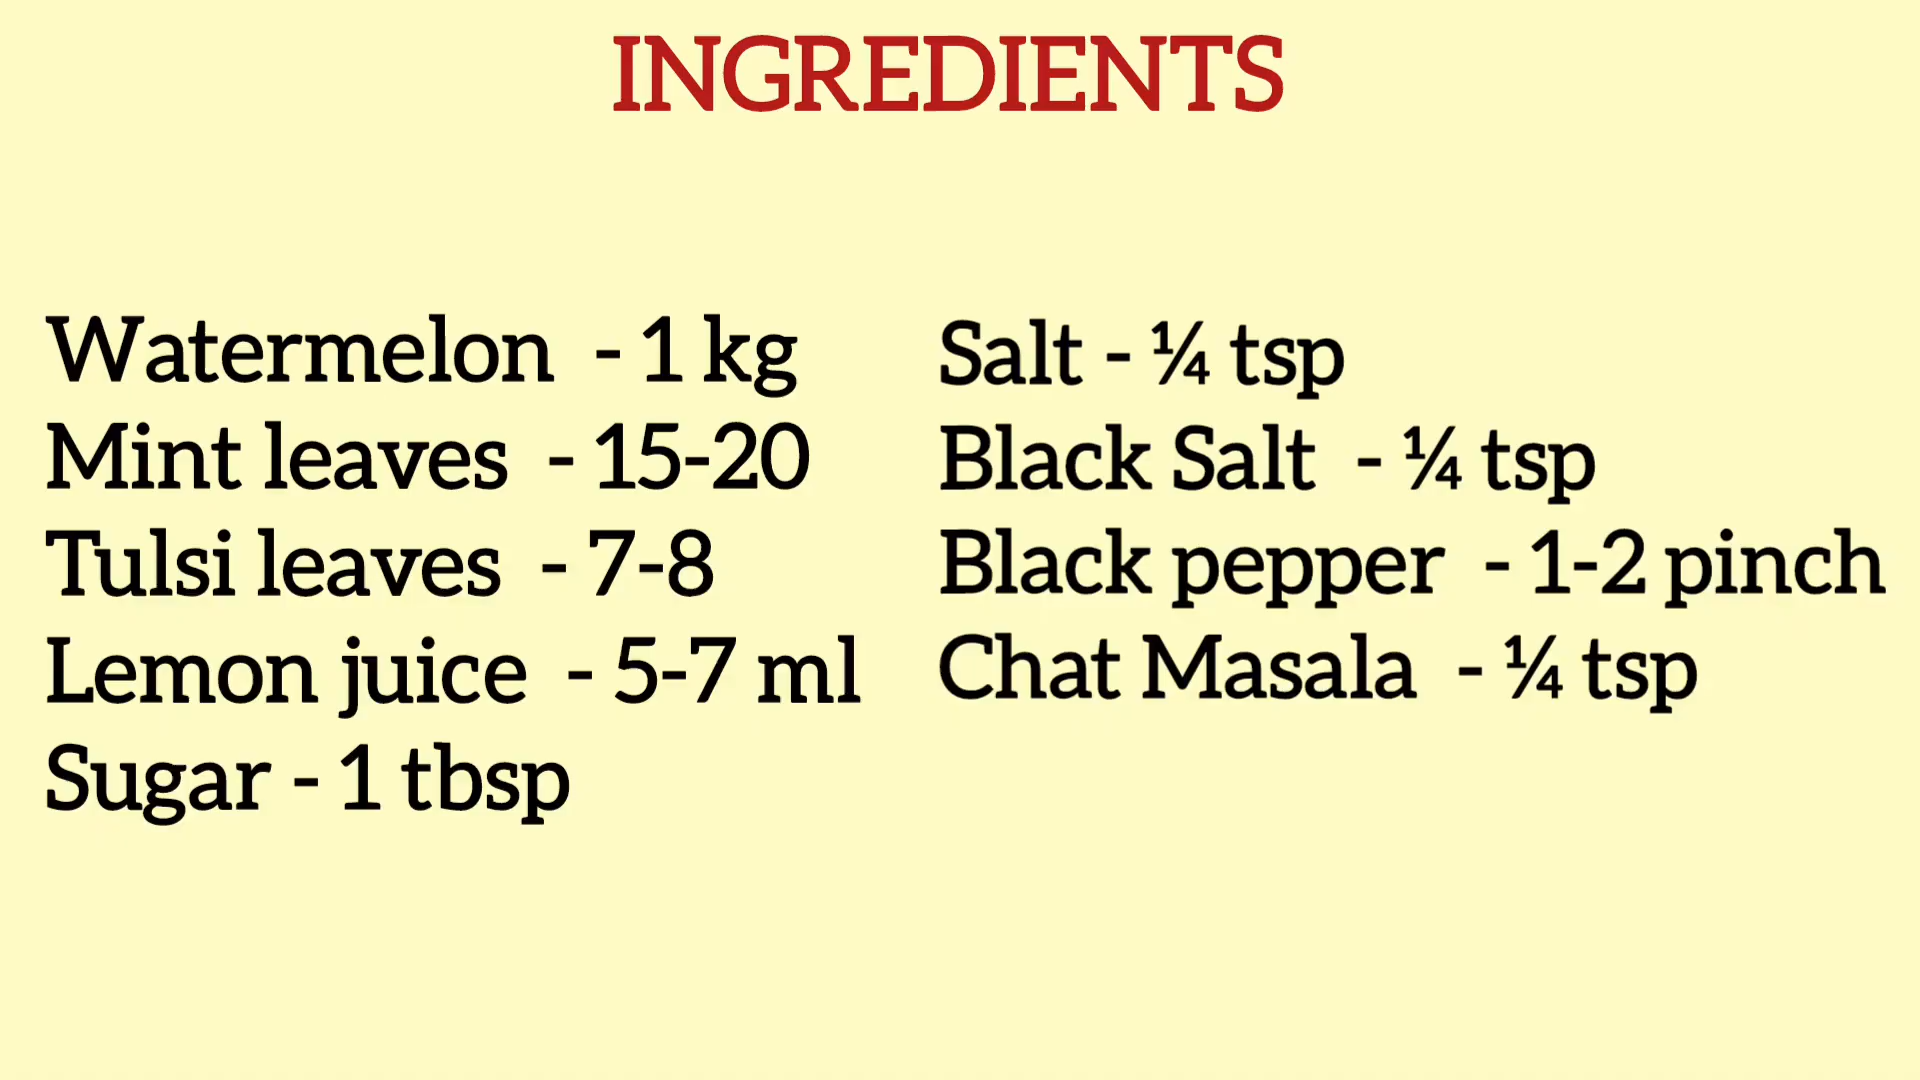 INGREDIENTS
Watermelon - 1 kg
Mint leaves - 15-20
Tulsi leaves - 7-8
Lemon juice - 5-7 ml
Sugar - 1 tbsp
Salt - ¼ tsp
Black Salt - ¼ tsp
Black pepper - 1-2 pinch
Chat Masala - ¼ tsp